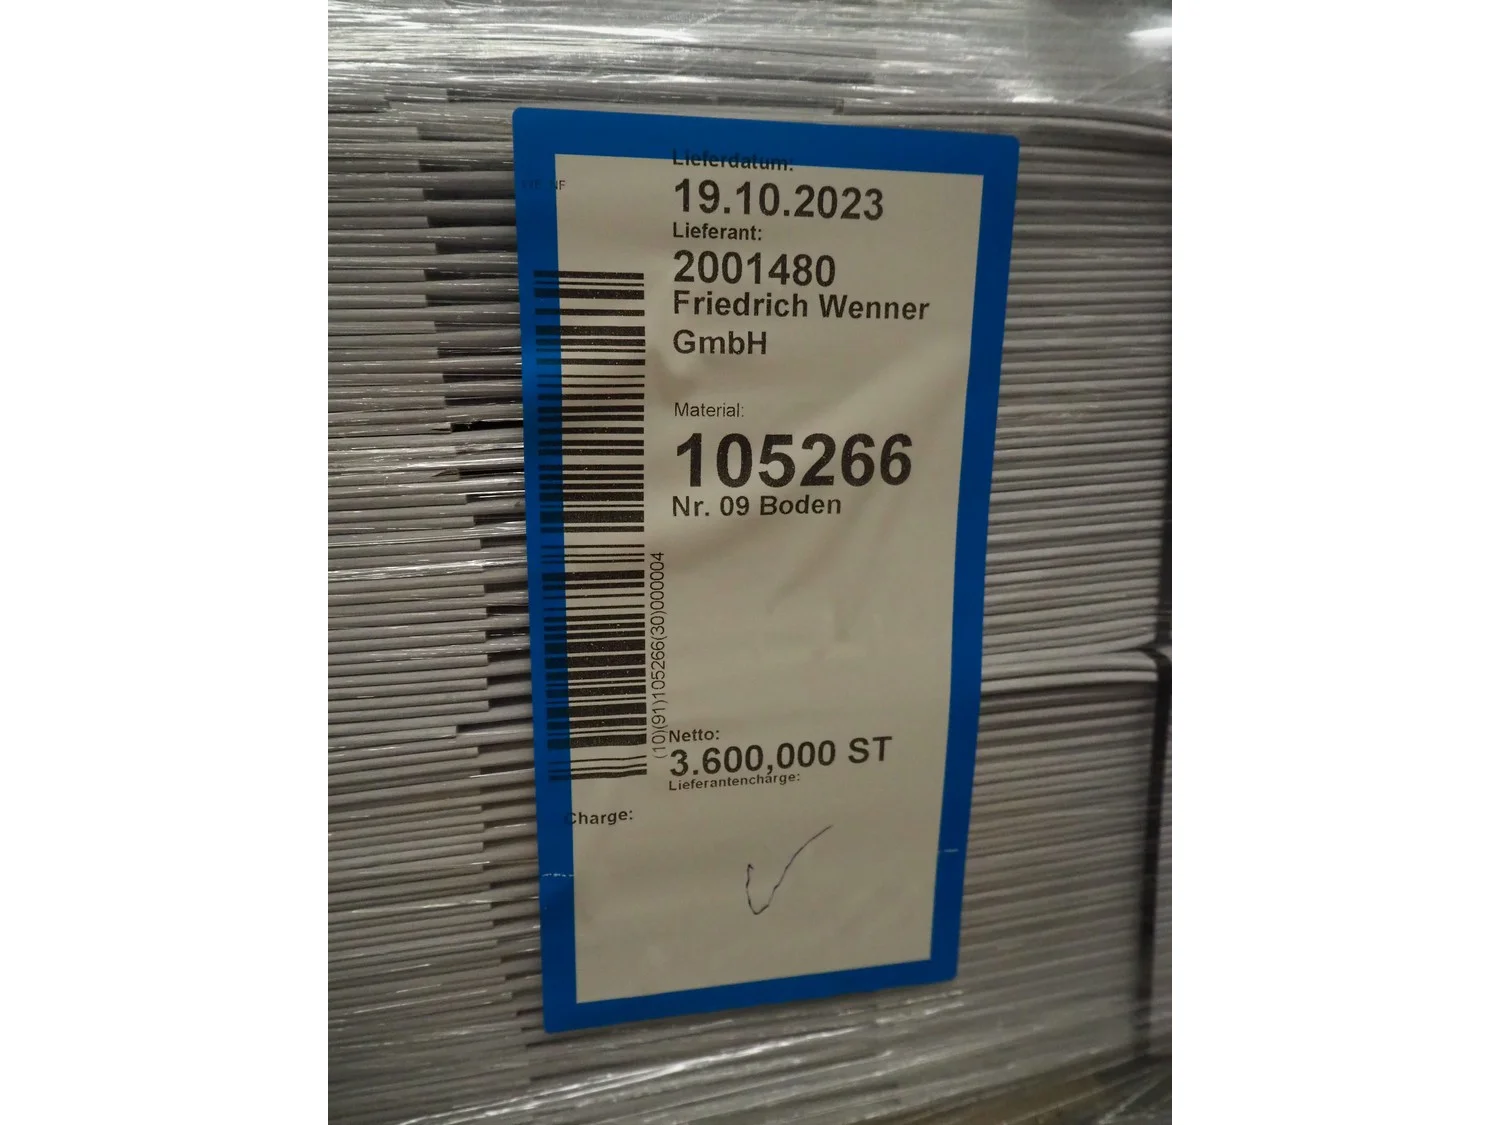 Lieferdatum:
19.10.2023
Lieferant:
2001480
Friedrich Wenner
GmbH
Material:
105266
Nr. 09 Boden
(10)(91)105266(30)000004
Netto:
3.600,000 ST
Lieferantencharge:
Charge: